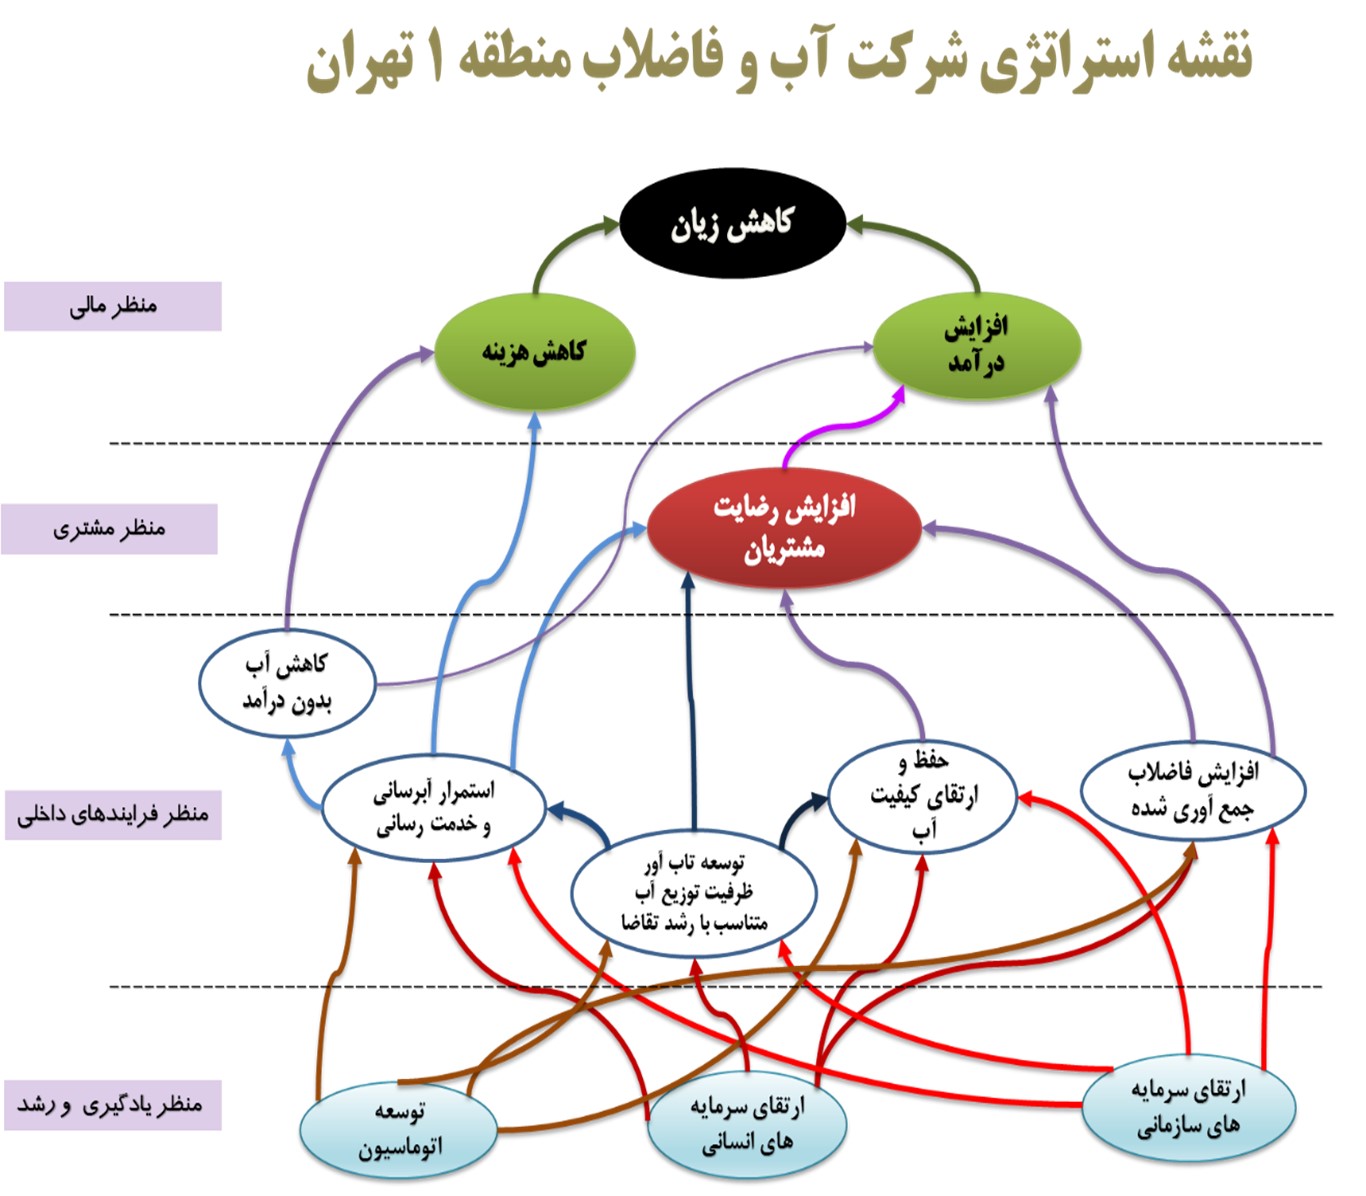 نقشه استراتژی شرکت آب و فاضلاب منطقه ۱ تهران
کاهش زیان
منظر مالی
افزایش
درآمد
کاهش هزینه
منظر مشتری
افزایش رضایت
مشتریان
کاهش آب
بدون درآمد
منظر فرایندهای داخلی
افزایش فاضلاب
جمع آوری شده
حفظ و
ارتقای کیفیت
آب
استمرار آبرسانی
و خدمت رسانی
توسعه تاب آور
ظرفیت توزیع آب
متناسب با رشد تقاضا
منظر یادگیری و رشد
ارتقای سرمایه
های سازمانی
ارتقای سرمایه
های انسانی
توسعه
اتوماسیون